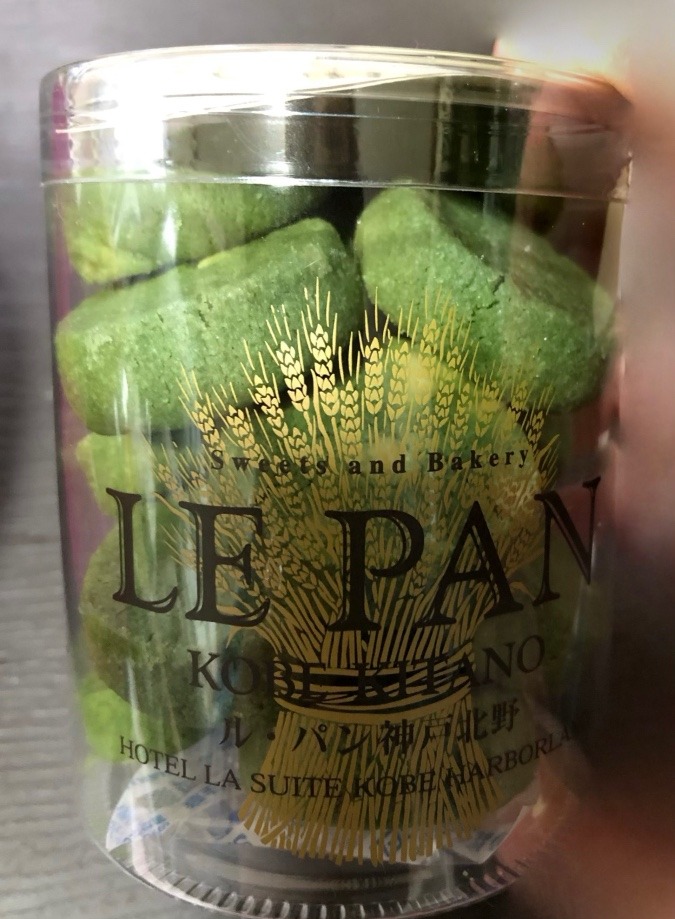 Sweets and Bakery
LE PAN
KOBE KITANO
ル・パン神戸北野
HOTEL LA SUITE KOBE